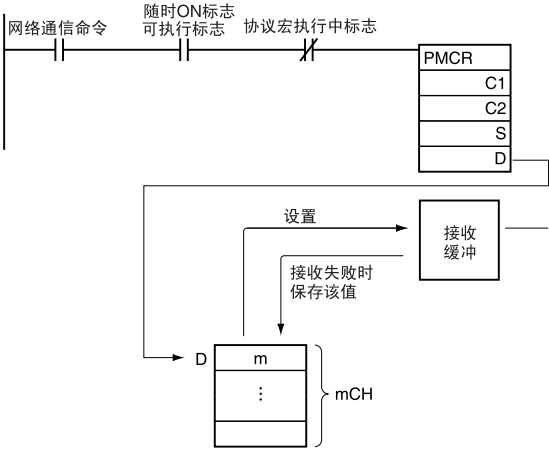 随时ON标志
网络通信命令
可执行标志
协议宏执行中标志
PMCR
C1
C2
S
D
设置
接收
缓冲
接收失败时
保存该值
D
m
⋮
mCH